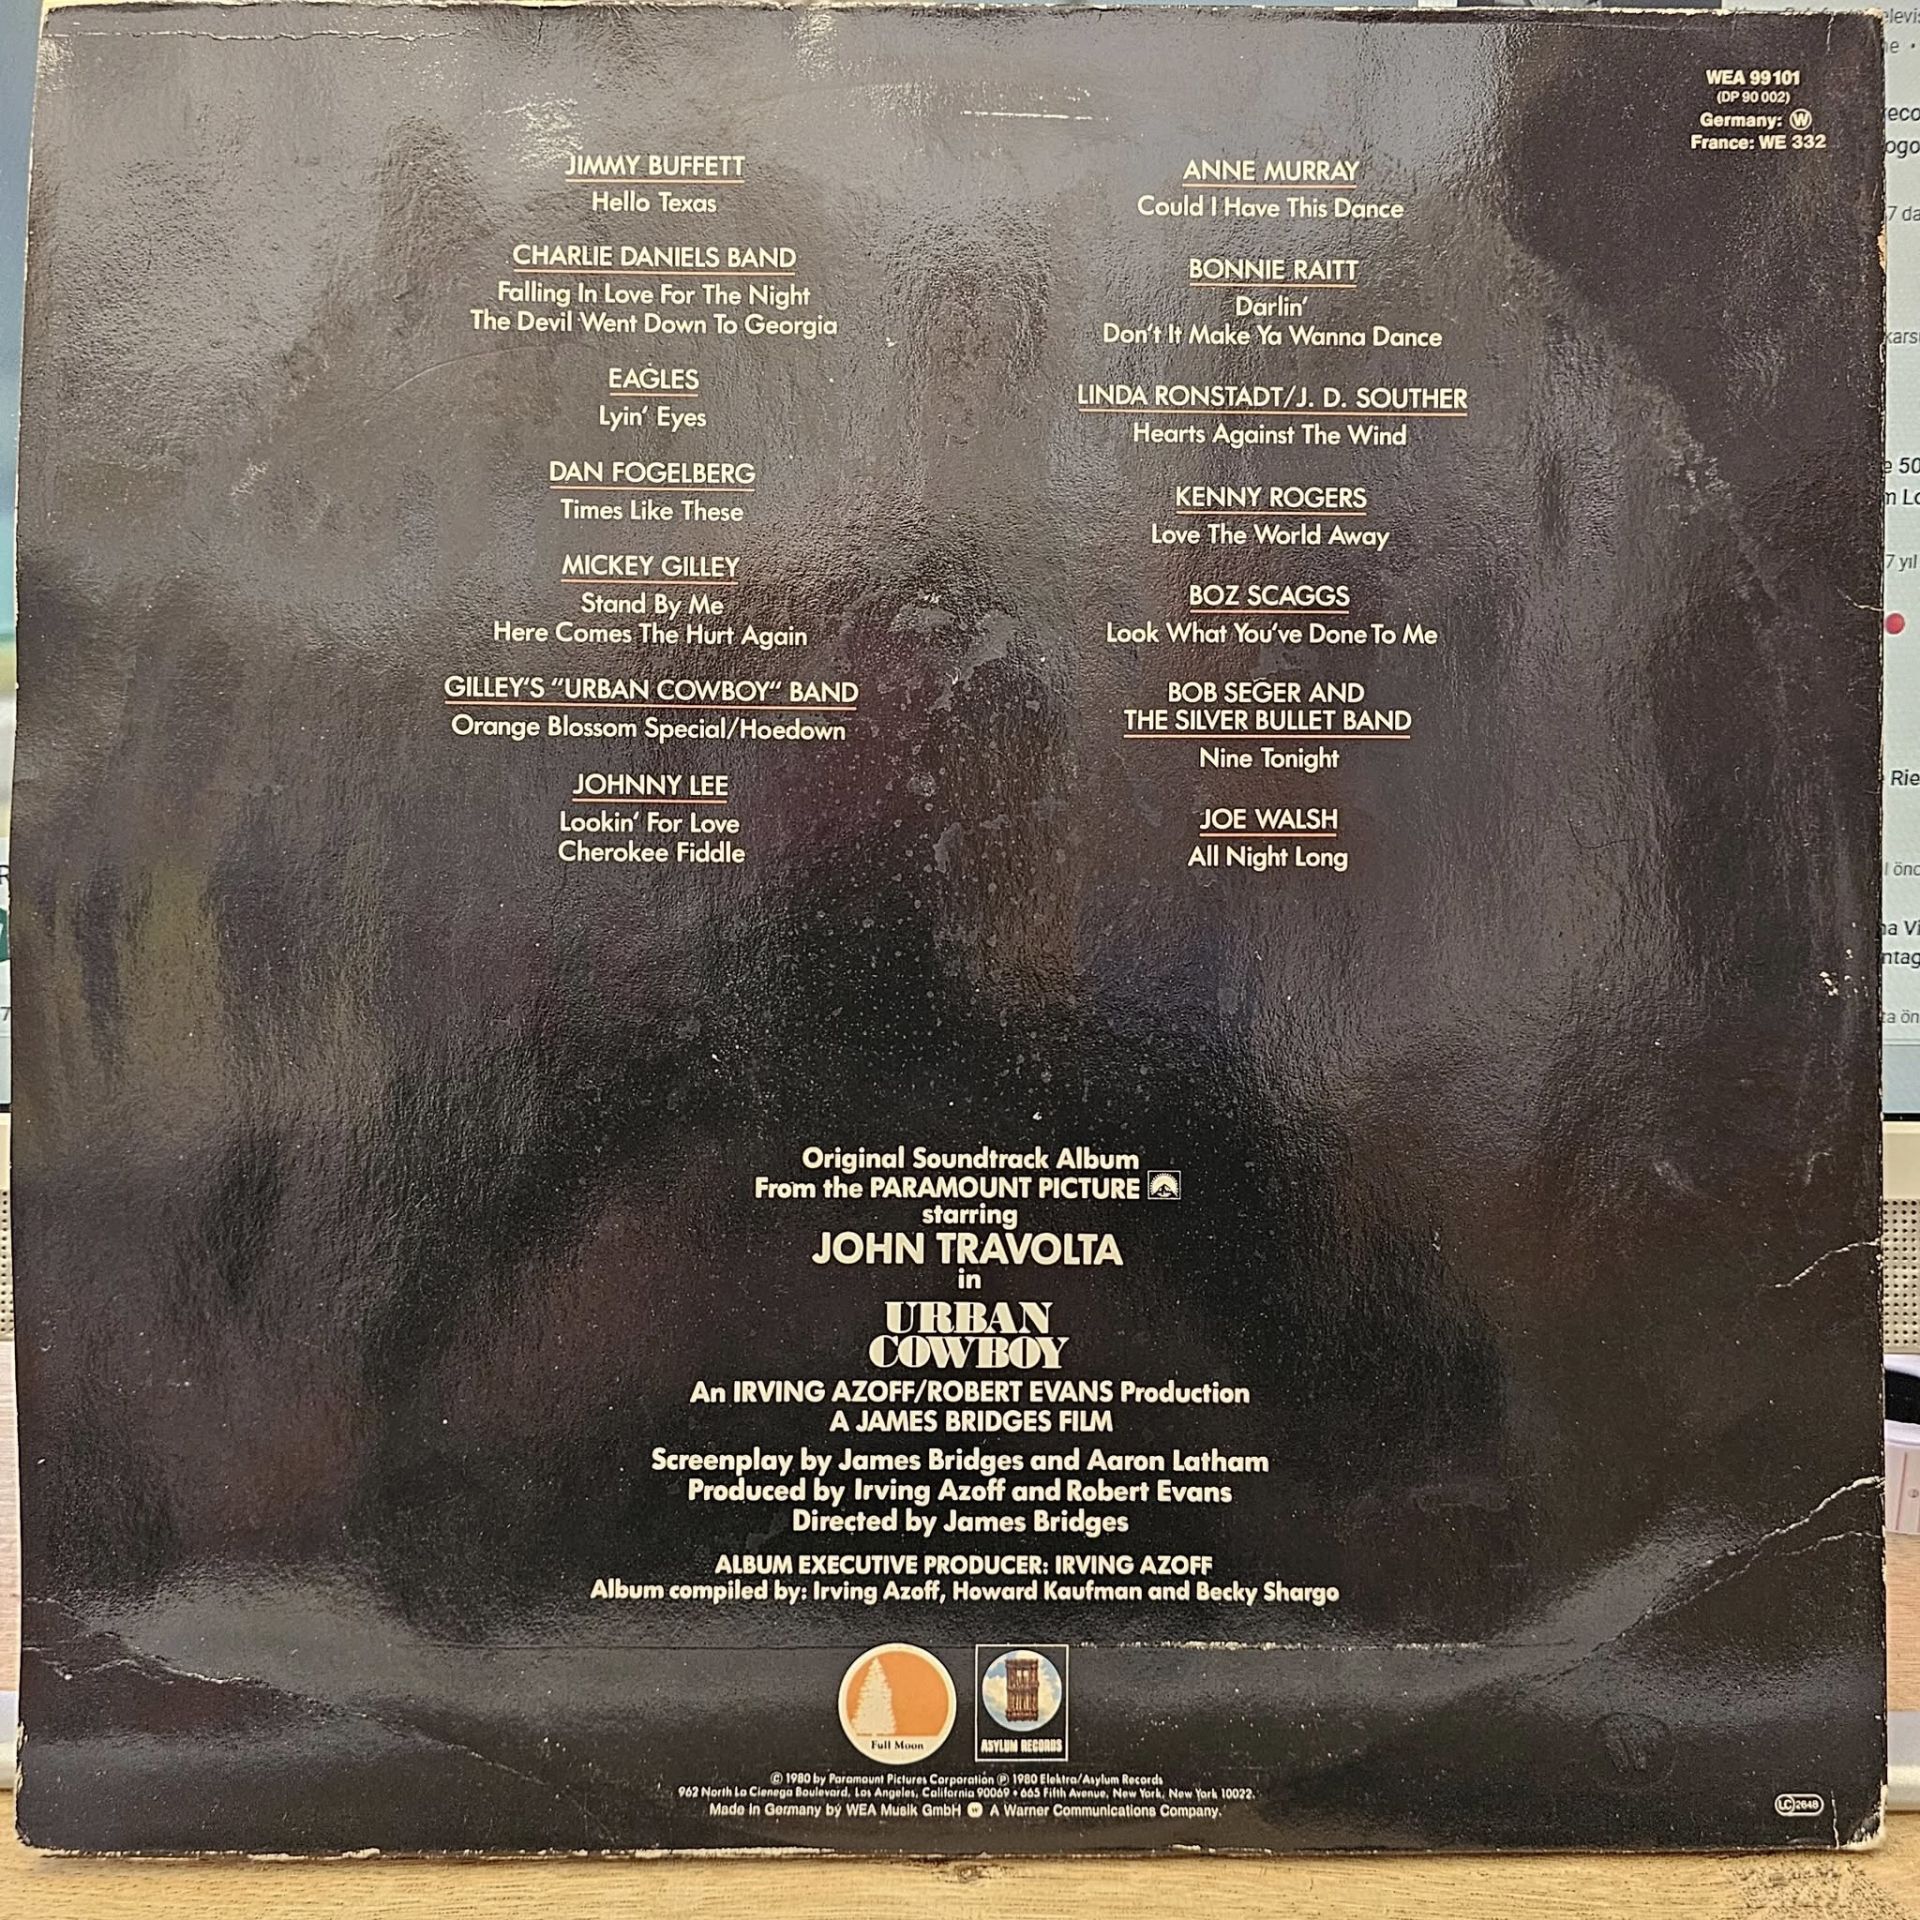 WEA 99101
(DP 90 002)
Germany: W
France: WE 332
JIMMY BUFFETT
Hello Texas
CHARLIE DANIELS BAND
Falling In Love For The Night
The Devil Went Down To Georgia
EAGLES
Lyin' Eyes
DAN FOGELBERG
Times Like These
MICKEY GILLEY
Stand By Me
Here Comes The Hurt Again
GILLEY'S "URBAN COWBOY" BAND
Orange Blossom Special/Hoedown
JOHNNY LEE
Lookin' For Love
Cherokee Fiddle
ANNE MURRAY
Could I Have This Dance
BONNIE RAITT
Darlin'
Don't It Make Ya Wanna Dance
LINDA RONSTADT/J. D. SOUTHER
Hearts Against The Wind
KENNY ROGERS
Love The World Away
BOZ SCAGGS
Look What You've Done To Me
BOB SEGER AND
THE SILVER BULLET BAND
Nine Tonight
JOE WALSH
All Night Long
Original Soundtrack Album
From the PARAMOUNT PICTURE
starring
JOHN TRAVOLTA
in
URBAN
COWBOY
An IRVING AZOFF/ROBERT EVANS Production
A JAMES BRIDGES FILM
Screenplay by James Bridges and Aaron Latham
Produced by Irving Azoff and Robert Evans
Directed by James Bridges
ALBUM EXECUTIVE PRODUCER: IRVING AZOFF
Album compiled by: Irving Azoff, Howard Kaufman and Becky Shargo
Full Moon
ASYLUM RECORDS
© 1980 by Paramount Pictures Corporation ℗ 1980 Elektra/Asylum Records
962 North La Cienega Boulevard, Los Angeles, California 90069 • 665 Fifth Avenue, New York, New York 10022.
Made in Germany by WEA Musik GmbH W A Warner Communications Company.
LC 2648